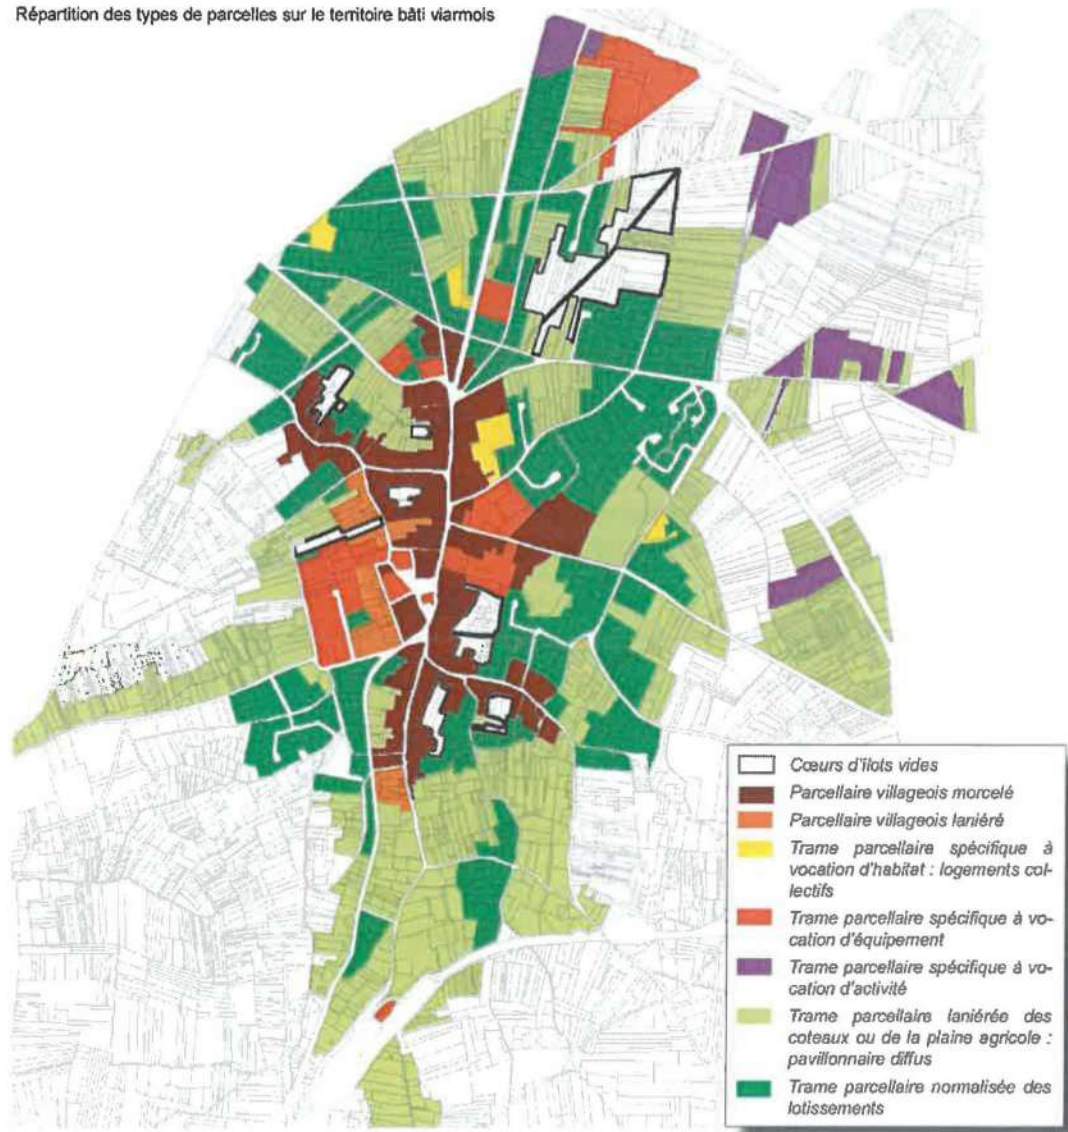 Répartition des types de parcelles sur le territoire bâti viarmois
Cœurs d'îlots vides
Parcellaire villageois morcelé
Parcellaire villageois laniéré
Trame parcellaire spécifique à
vocation d'habitat : logements col-
lectifs
Trame parcellaire spécifique à vo-
cation d'équipement
Trame parcellaire spécifique à vo-
cation d'activité
Trame parcellaire laniérée des
coteaux ou de la plaine agricole :
pavillonnaire diffus
Trame parcellaire normalisée des
lotissements